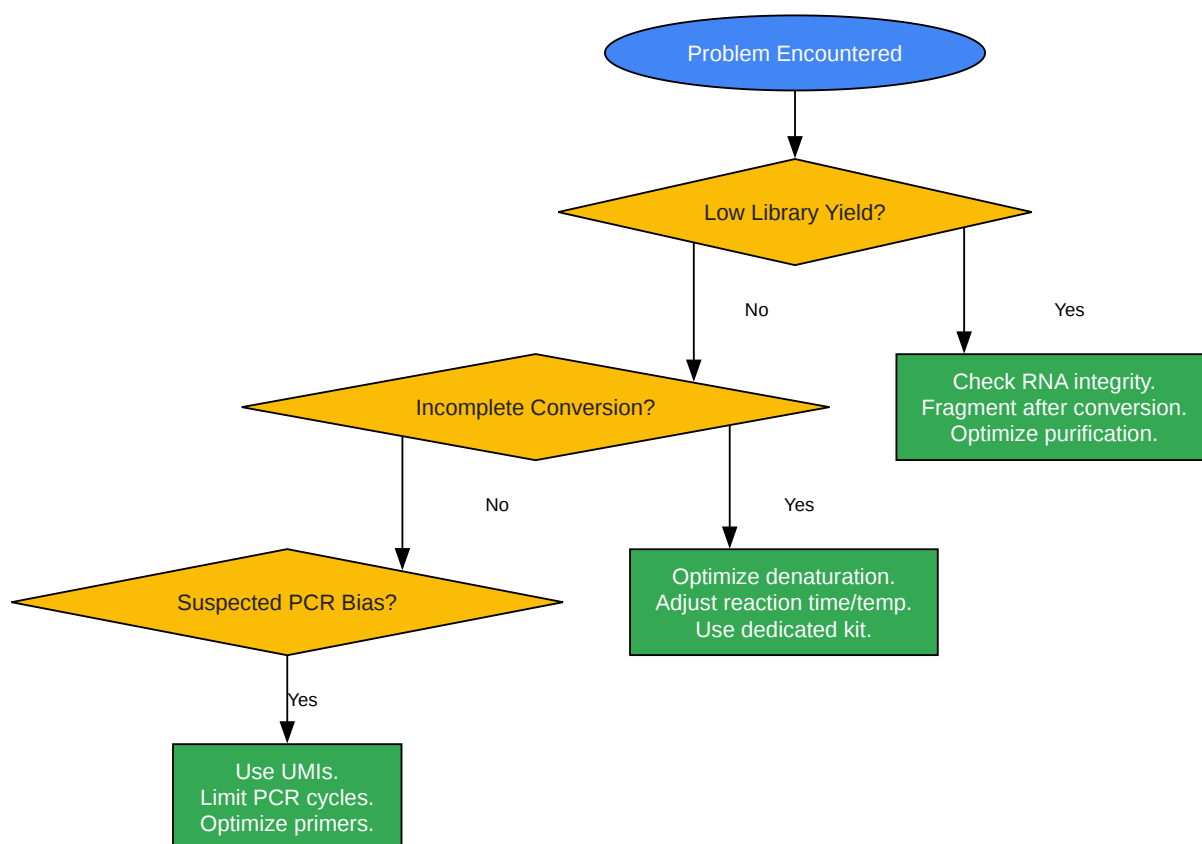 Problem Encountered
Low Library Yield?
No
Yes
Check RNA integrity.
Fragment after conversion.
Optimize purification.
Incomplete Conversion?
No
Yes
Optimize denaturation.
Adjust reaction time/temp.
Use dedicated kit.
Suspected PCR Bias?
Yes
Use UMIs.
Limit PCR cycles.
Optimize primers.